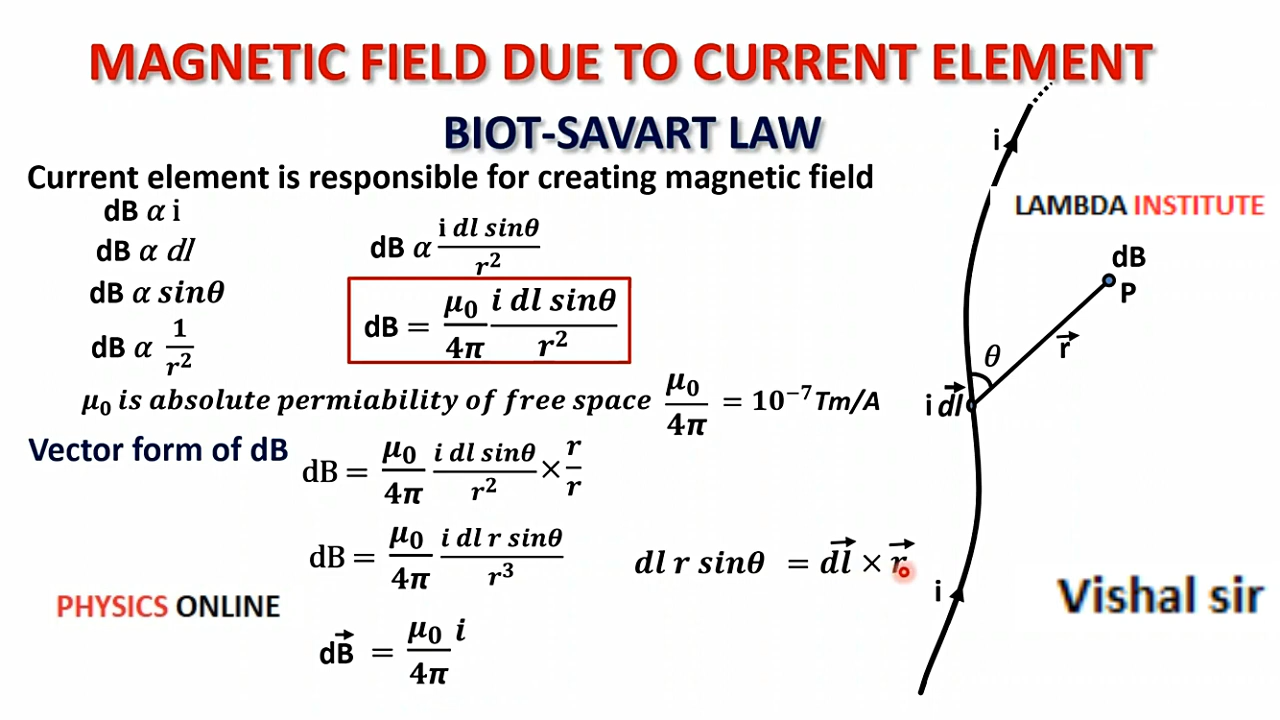 MAGNETIC FIELD DUE TO CURRENT ELEMENT
BIOT-SAVART LAW
Current element is responsible for creating magnetic field
dB α i
dB α dl
dB α sinθ
dB α 1/r²
dB α i dl sinθ/r²
dB = μ₀/4π i dl sinθ/r²
μ₀ is absolute permiability of free space μ₀/4π = 10⁻⁷Tm/A
Vector form of dB
dB = μ₀/4π i dl sinθ/r² × r/r
dB = μ₀/4π i dl r sinθ/r³
dl r sinθ = d⃗l × r⃗
dB⃗ = μ₀/4π i
PHYSICS ONLINE
i
LAMBDA INSTITUTE
dB
P
θ
r⃗
i dl⃗
i
Vishal sir